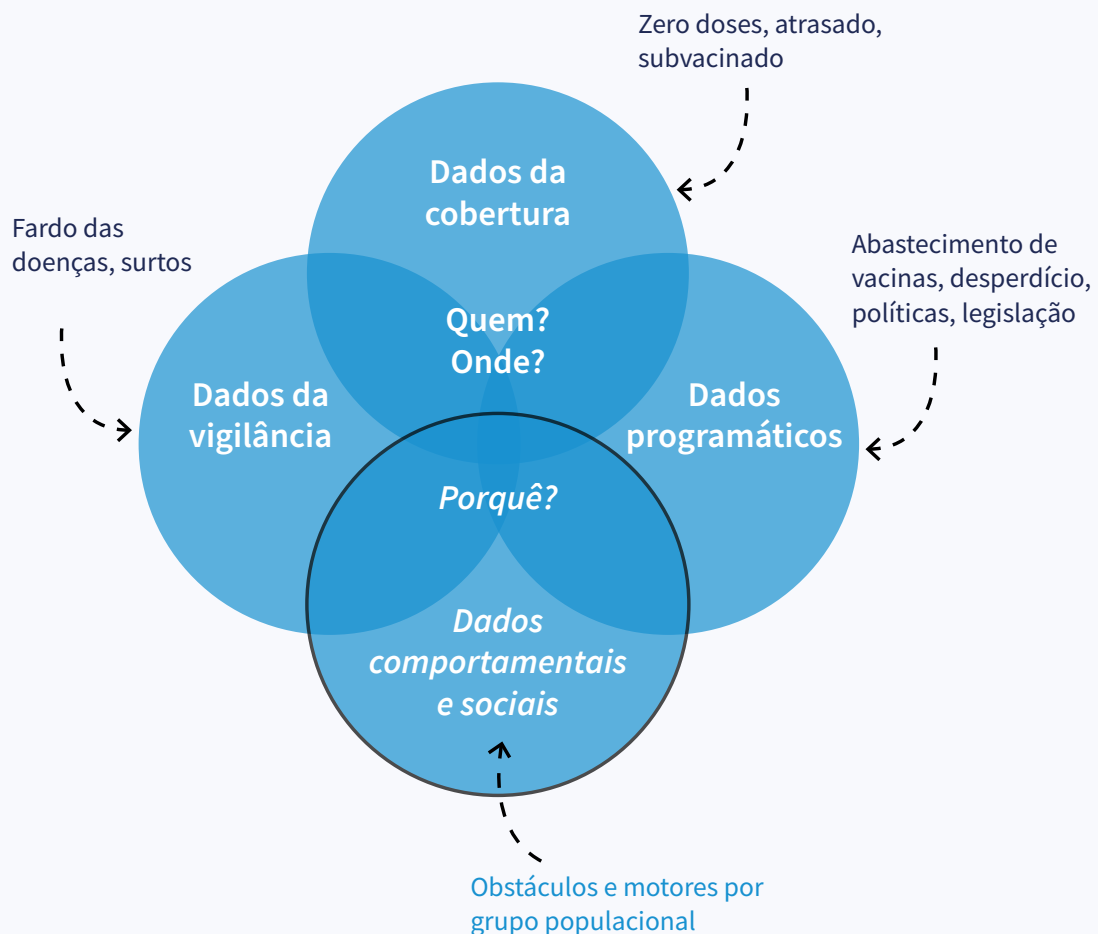 Zero doses, atrasado,
subvacinado
Dados da
cobertura
Fardo das
doenças, surtos
Abastecimento de
vacinas, desperdício,
políticas, legislação
Quem?
Onde?
Dados da
vigilância
Dados
programáticos
Porquê?
Dados
comportamentais
e sociais
Obstáculos e motores por
grupo populacional